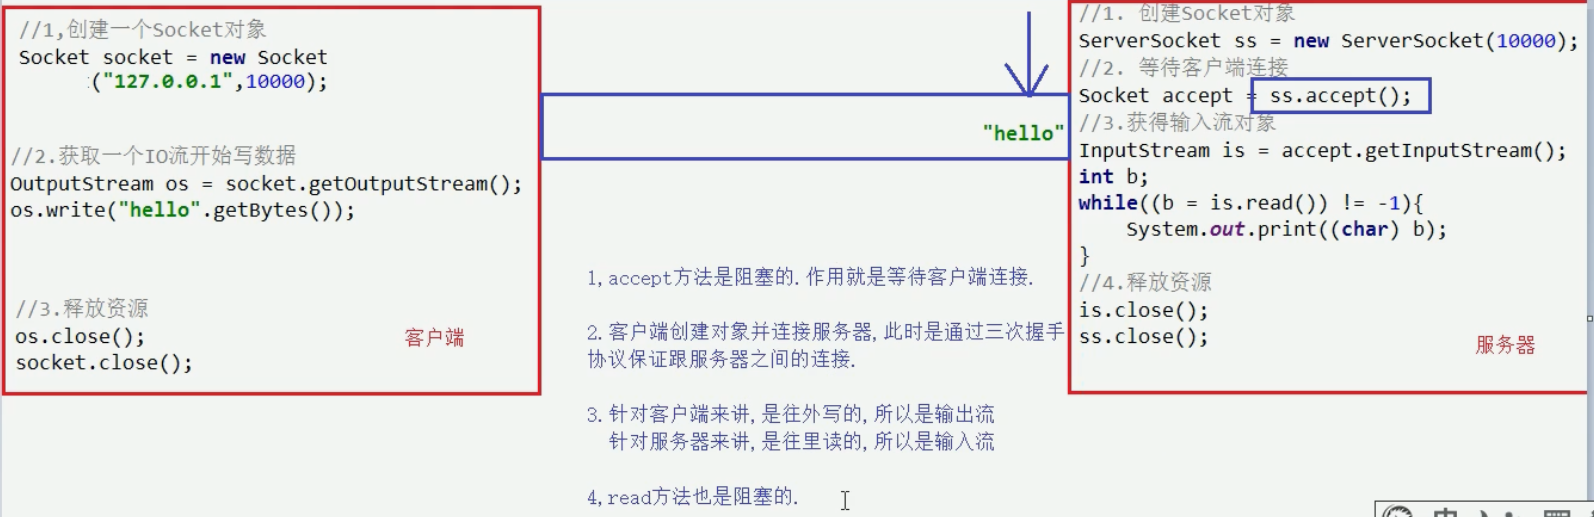 //1,创建一个Socket对象
Socket socket = new Socket
("127.0.0.1",10000);
//2.获取一个IO流开始写数据
OutputStream os = socket.getOutputStream();
os.write("hello".getBytes());
//3.释放资源
os.close();
socket.close();
客户端
"hello"
1,accept方法是阻塞的.作用就是等待客户端连接.
2.客户端创建对象并连接服务器,此时是通过三次握手
协议保证跟服务器之间的连接.
3.针对客户端来讲,是往外写的,所以是输出流
针对服务器来讲,是往里读的,所以是输入流
4,read方法也是阻塞的.
//1. 创建Socket对象
ServerSocket ss = new ServerSocket(10000);
//2. 等待客户端连接
Socket accept = ss.accept();
//3.获得输入流对象
InputStream is = accept.getInputStream();
int b;
while((b = is.read()) != -1){
System.out.print((char) b);
}
//4.释放资源
is.close();
ss.close();
服务器